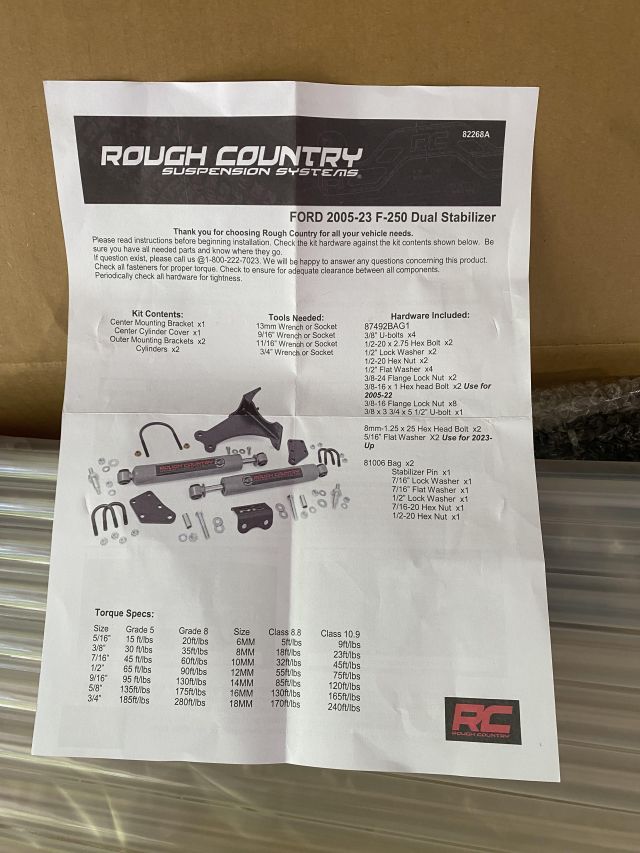 82268A
ROUGH COUNTRY
SUSPENSION SYSTEMS
FORD 2005-23 F-250 Dual Stabilizer
Thank you for choosing Rough Country for all your vehicle needs.
Please read instructions before beginning installation. Check the kit hardware against the kit contents shown below. Be
sure you have all needed parts and know where they go.
If question exist, please call us @1-800-222-7023. We will be happy to answer any questions concerning this product.
Check all fasteners for proper torque. Check to ensure for adequate clearance between all components.
Periodically check all hardware for tightness.
Kit Contents:
Center Mounting Bracket x1
Center Cylinder Cover x1
Outer Mounting Brackets x2
Cylinders x2
Tools Needed:
13mm Wrench or Socket
9/16" Wrench or Socket
11/16" Wrench or Socket
3/4" Wrench or Socket
Hardware Included:
87492BAG1
3/8" U-bolts x4
1/2-20 x 2.75 Hex Bolt x2
1/2" Lock Washer x2
1/2-20 Hex Nut x2
1/2" Flat Washer x4
3/8-24 Flange Lock Nut x2
3/8-16 x 1 Hex head Bolt x2 Use for
2005-22
3/8-16 Flange Lock Nut x8
3/8 x 3 3/4 x 5 1/2" U-bolt x1
8mm-1.25 x 25 Hex Head Bolt x2
5/16" Flat Washer X2 Use for 2023-
Up
81006 Bag x2
Stabilizer Pin x1
7/16" Lock Washer x1
7/16" Flat Washer x1
1/2" Lock Washer x1
7/16-20 Hex Nut x1
1/2-20 Hex Nut x1
ROUGH COUNTRY
ROUGH COUNTRY
Torque Specs:
Size Grade 5 Grade 8 Size Class 8.8 Class 10.9
5/16" 15 ft/lbs 20ft/lbs 6MM 5ft/lbs 9ft/lbs
3/8" 30 ft/lbs 35ft/lbs 8MM 18ft/lbs 23ft/lbs
7/16" 45 ft/lbs 60ft/lbs 10MM 32ft/lbs 45ft/lbs
1/2" 65 ft/lbs 90ft/lbs 12MM 55ft/lbs 75ft/lbs
9/16" 95 ft/lbs 130ft/lbs 14MM 85ft/lbs 120ft/lbs
5/8" 135ft/lbs 175ft/lbs 16MM 130ft/lbs 165ft/lbs
3/4" 185ft/lbs 280ft/lbs 18MM 170ft/lbs 240ft/lbs
RC
ROUGH COUNTRY